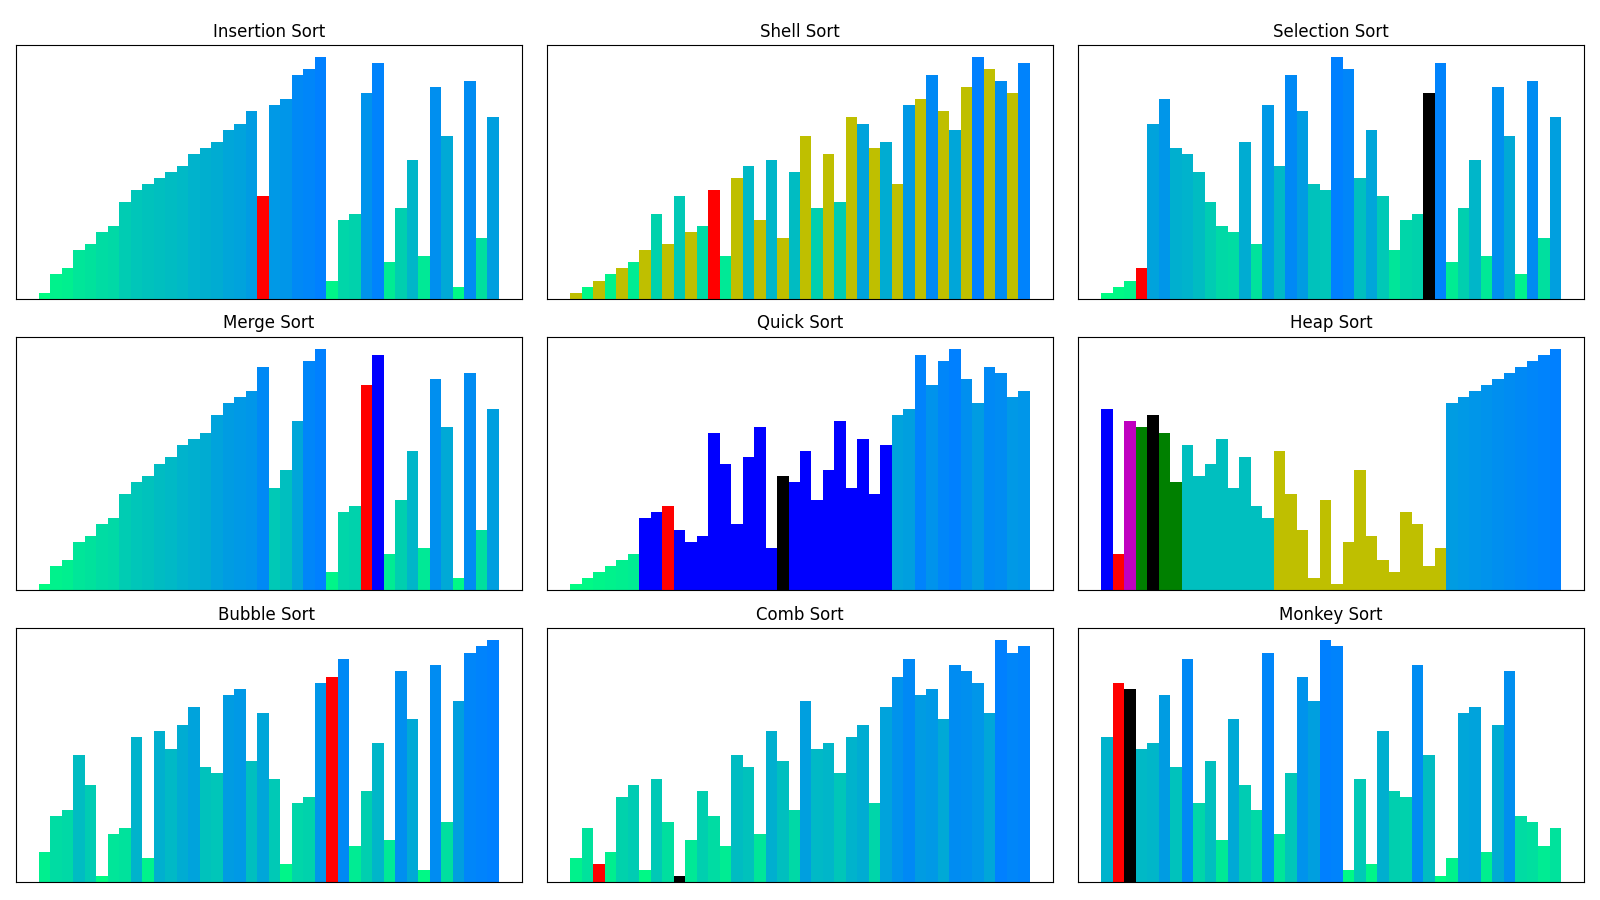 Insertion Sort
Shell Sort
Selection Sort
Merge Sort
Quick Sort
Heap Sort
Bubble Sort
Comb Sort
Monkey Sort